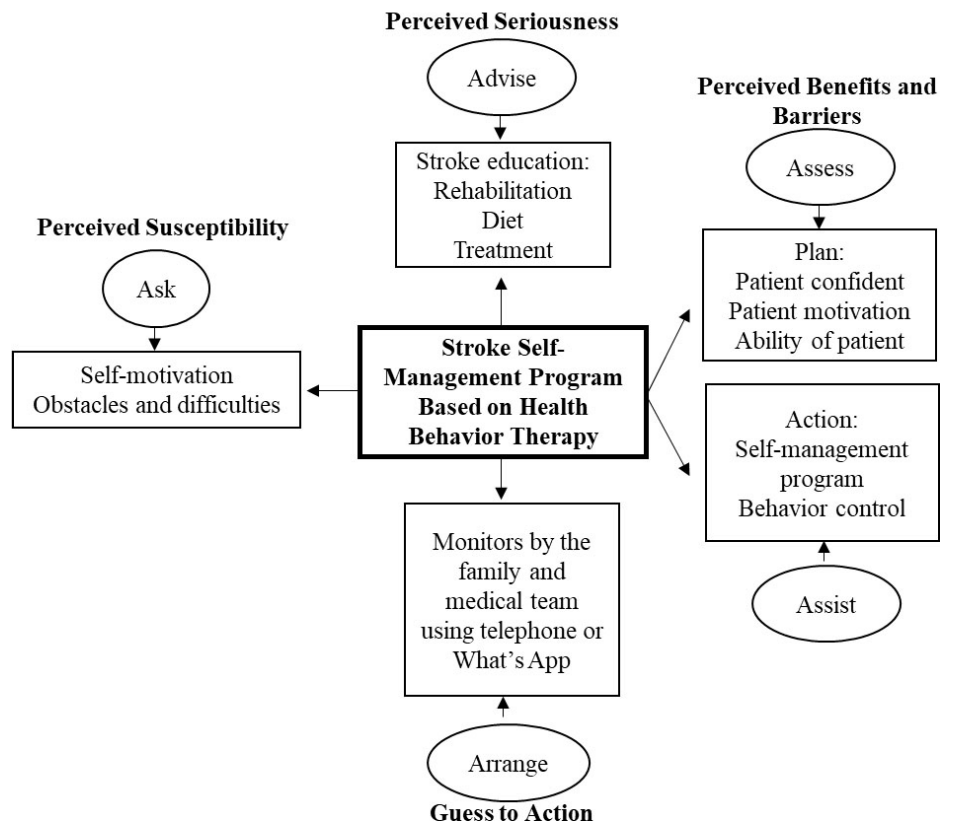 Perceived Seriousness
Advise
Stroke education:
Rehabilitation
Diet
Treatment
Perceived Benefits and
Barriers
Assess
Plan:
Patient confident
Patient motivation
Ability of patient
Perceived Susceptibility
Ask
Self-motivation
Obstacles and difficulties
Stroke Self-
Management Program
Based on Health
Behavior Therapy
Action:
Self-management
program
Behavior control
Assist
Monitors by the
family and
medical team
using telephone or
What's App
Arrange
Guess to Action